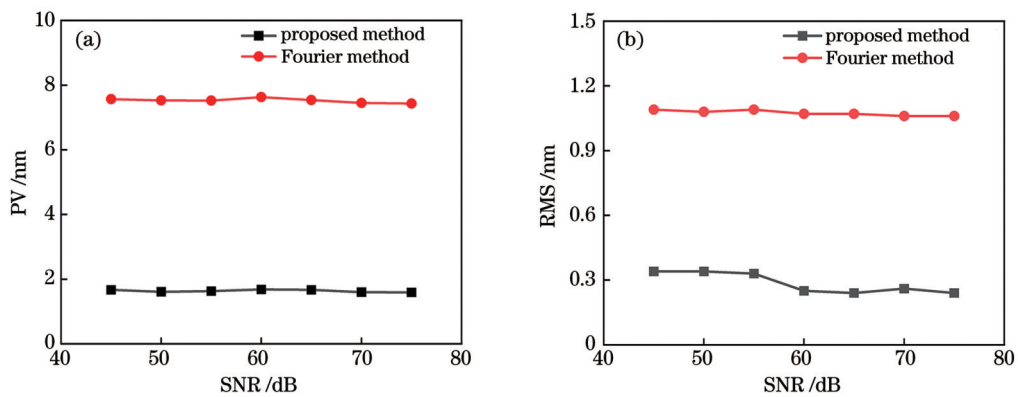 (a)
proposed method
Fourier method
PV /nm
10
8
6
4
2
0
40
50
60
70
80
SNR /dB
(b)
proposed method
Fourier method
RMS /nm
1.5
1.2
0.9
0.6
0.3
0
40
50
60
70
80
SNR /dB